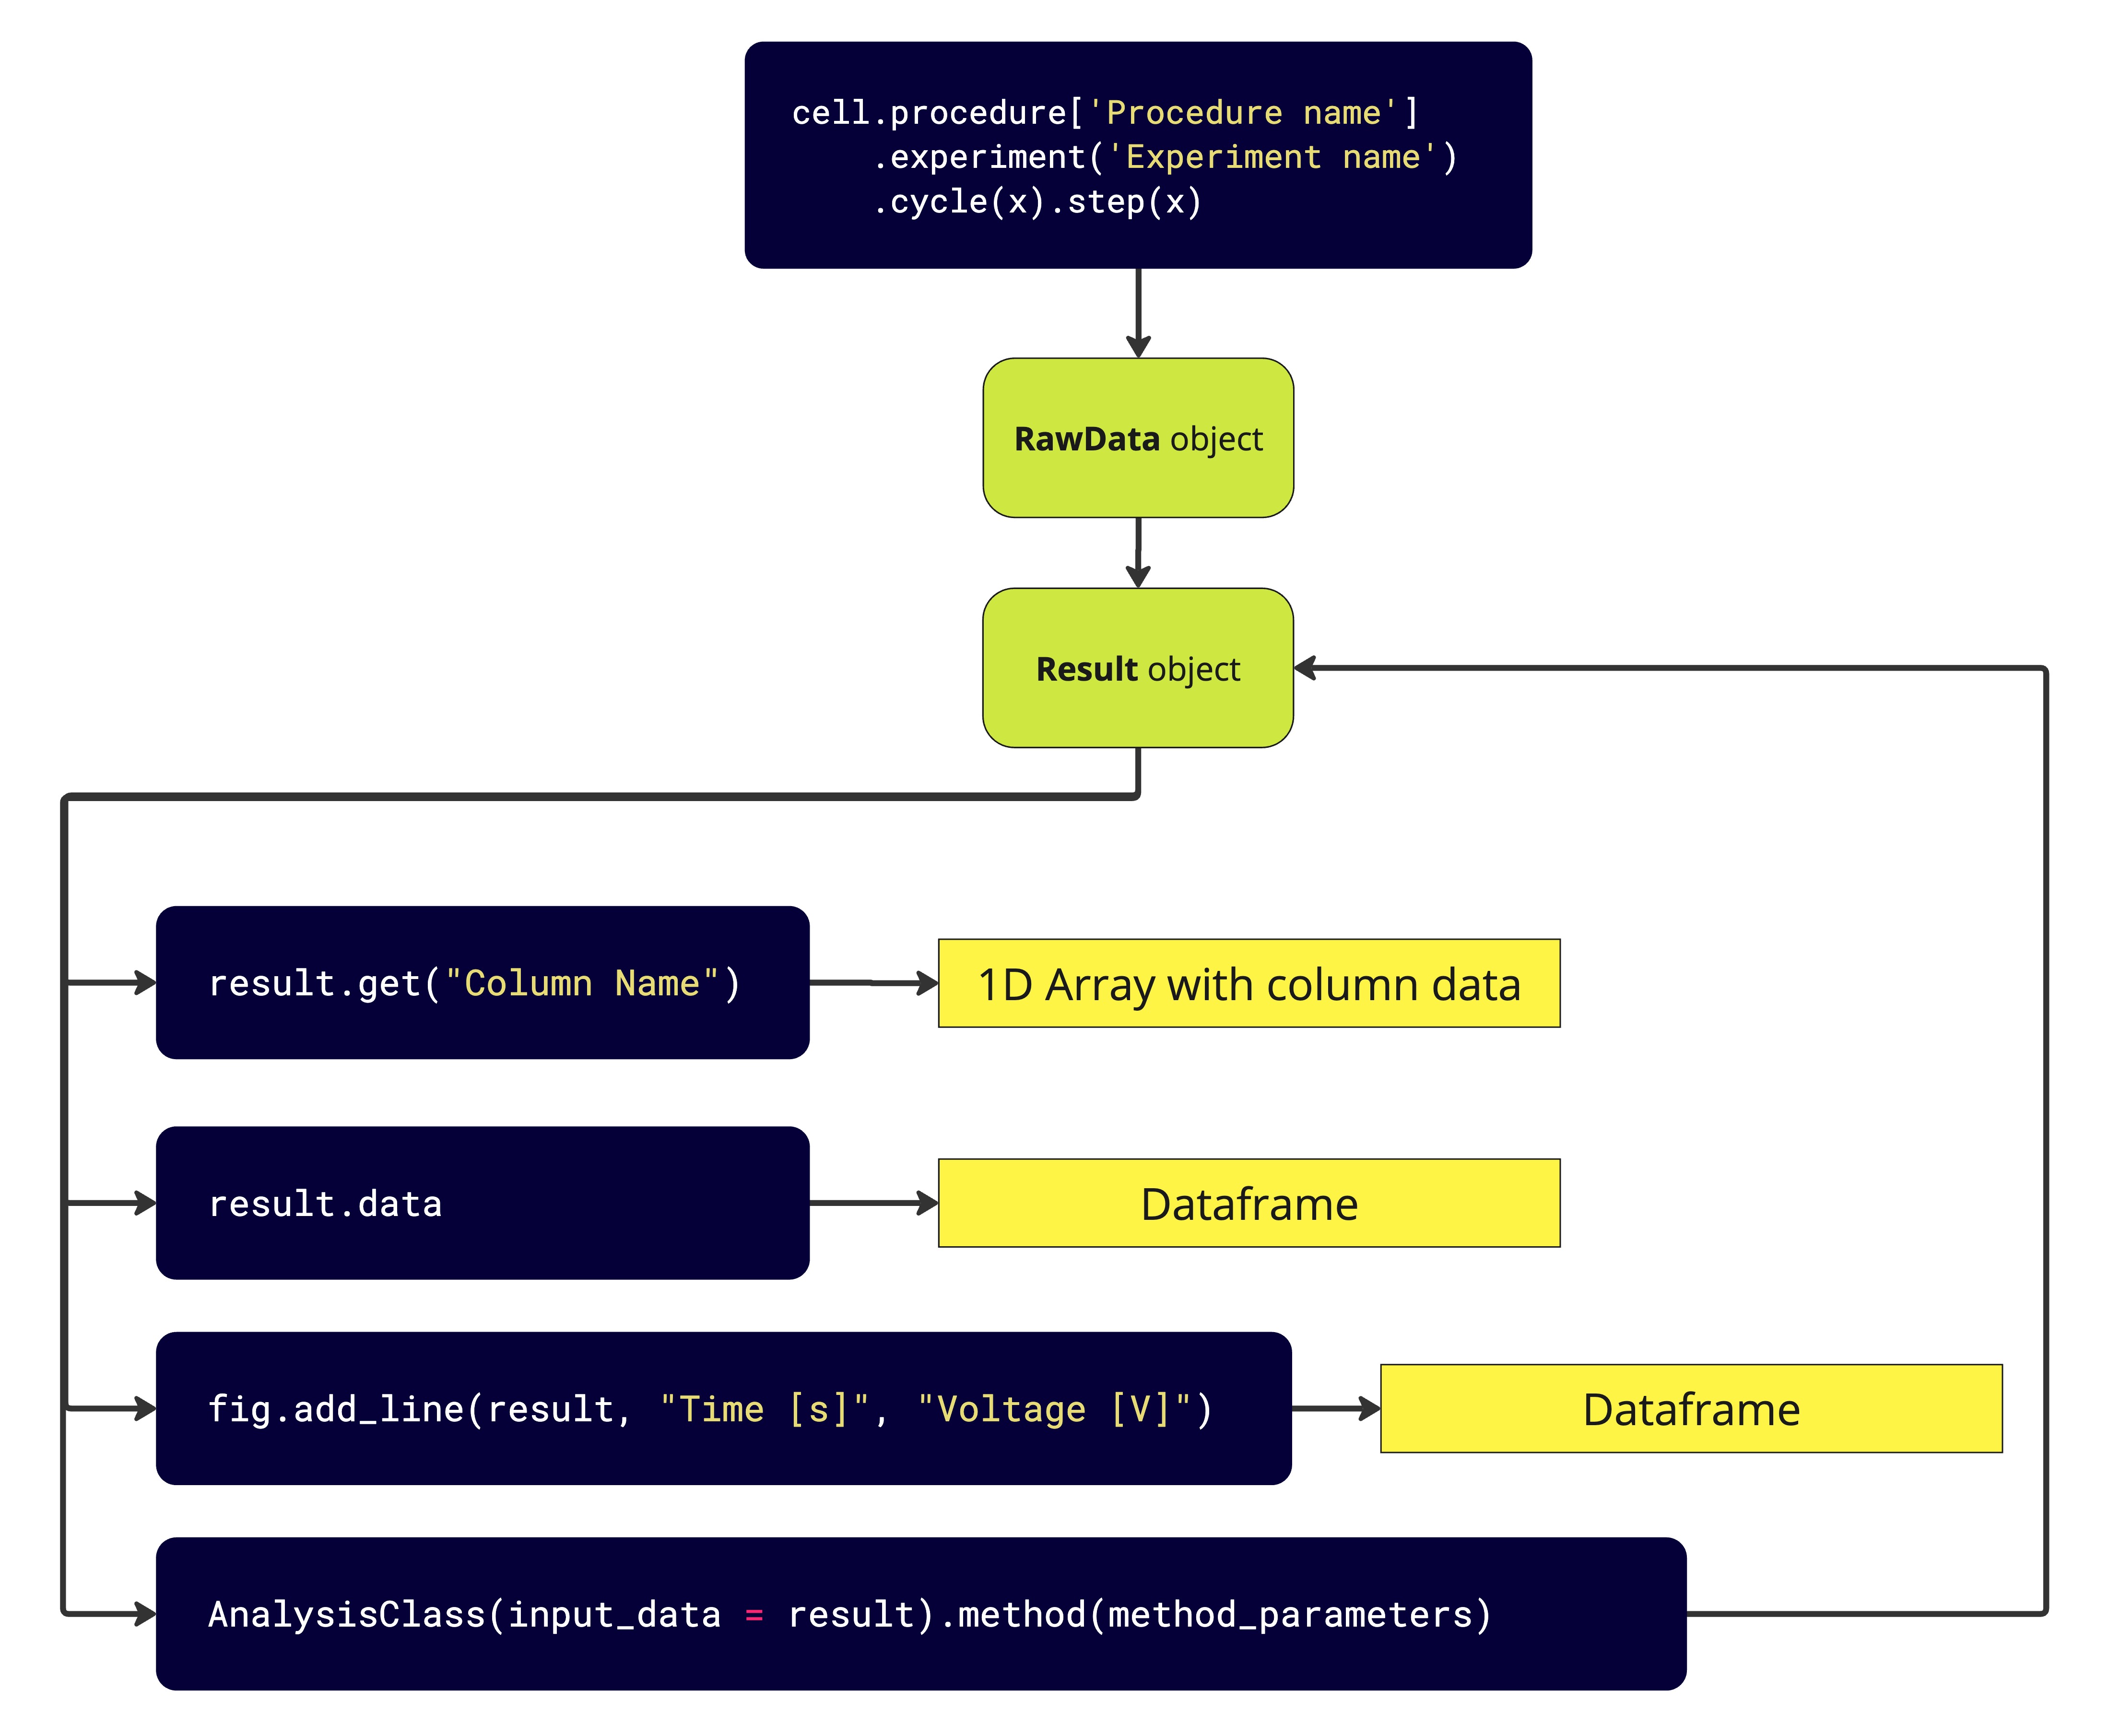 cell.procedure['Procedure name']
.experiment('Experiment name')
.cycle(x).step(x)
RawData object
Result object
result.get("Column Name")
1D Array with column data
result.data
Dataframe
fig.add_line(result, "Time [s]", "Voltage [V]")
Dataframe
AnalysisClass(input_data = result).method(method_parameters)